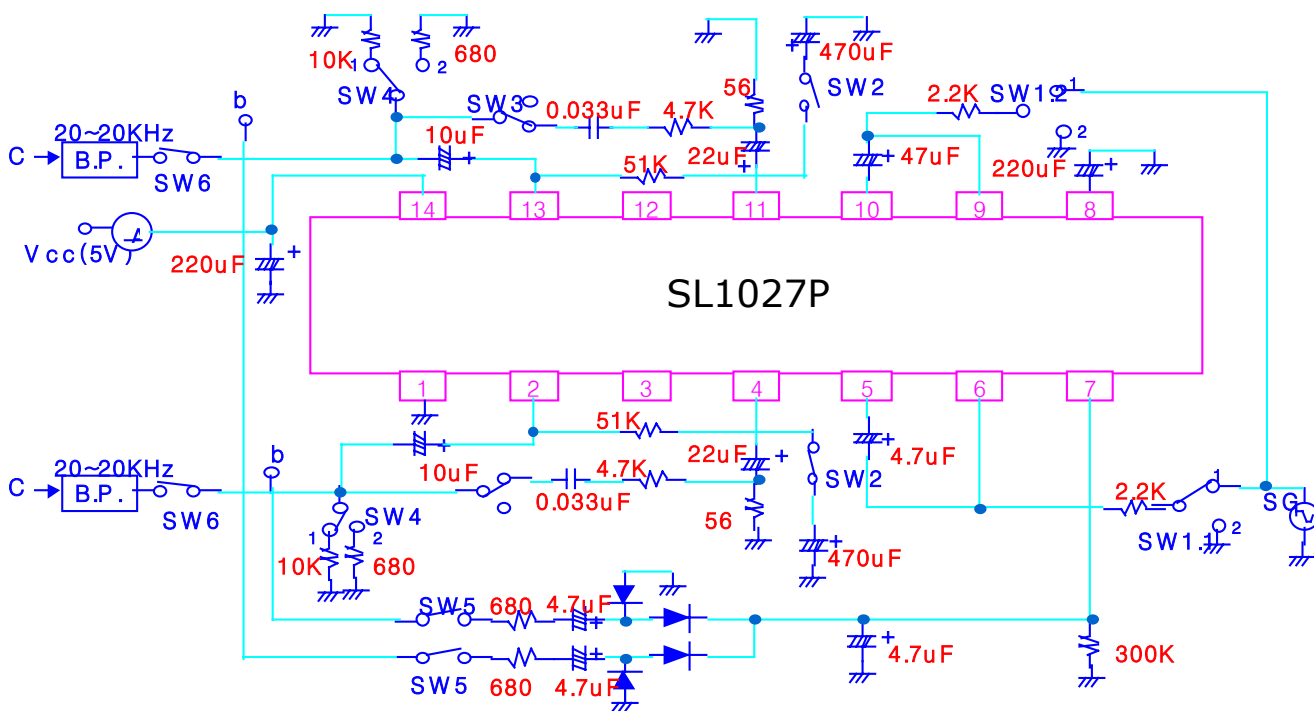 10K
1
2
680
SW4
b
SW3
0.033uF
4.7K
56
+
470uF
SW2
2.2K
SW1.2
1
2
20~20KHz
C
B.P.
SW6
10uF
+
51K
22uF
+
47uF
220uF
+
14
13
12
11
10
9
8
Vcc(5V)
220uF
+
SL1027P
1
2
3
4
5
6
7
51K
+
10uF
22uF
+
+
4.7uF
SW2
20~20KHz
b
C
B.P.
SW6
4.7K
0.033uF
56
2.2K
1
SG
SW4
1
2
10K
680
+
470uF
SW1.1
2
SW5
680
4.7uF
+
SW5
680
4.7uF
+
+
4.7uF
300K